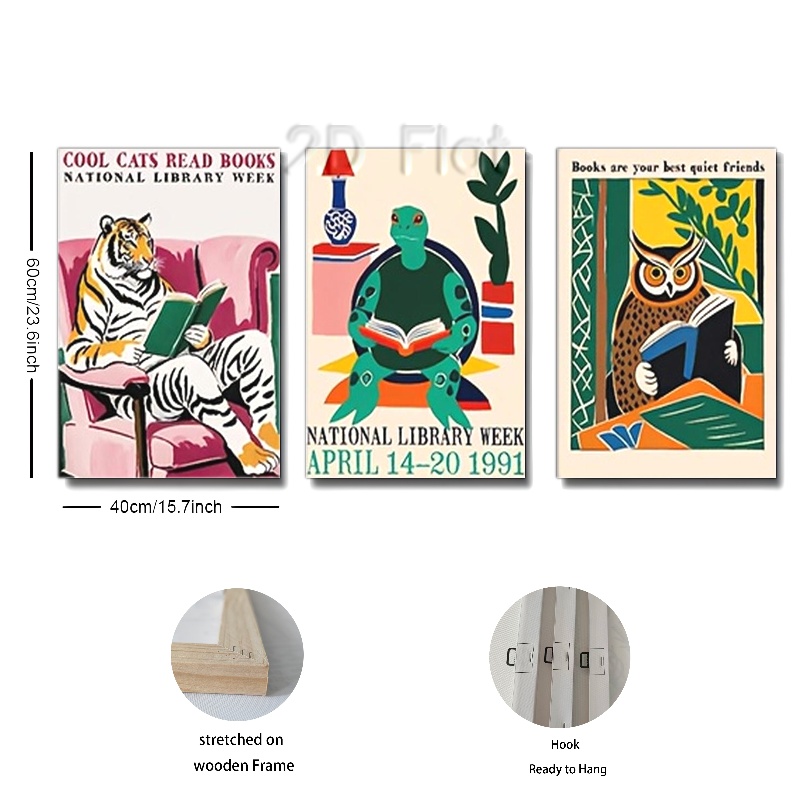 2D Flat
COOL CATS READ BOOKS
NATIONAL LIBRARY WEEK
NATIONAL LIBRARY WEEK
APRIL 14-20 1991
Books are your best quiet friends
60cm/23.6inch
40cm/15.7inch
stretched on
wooden Frame
Hook
Ready to Hang